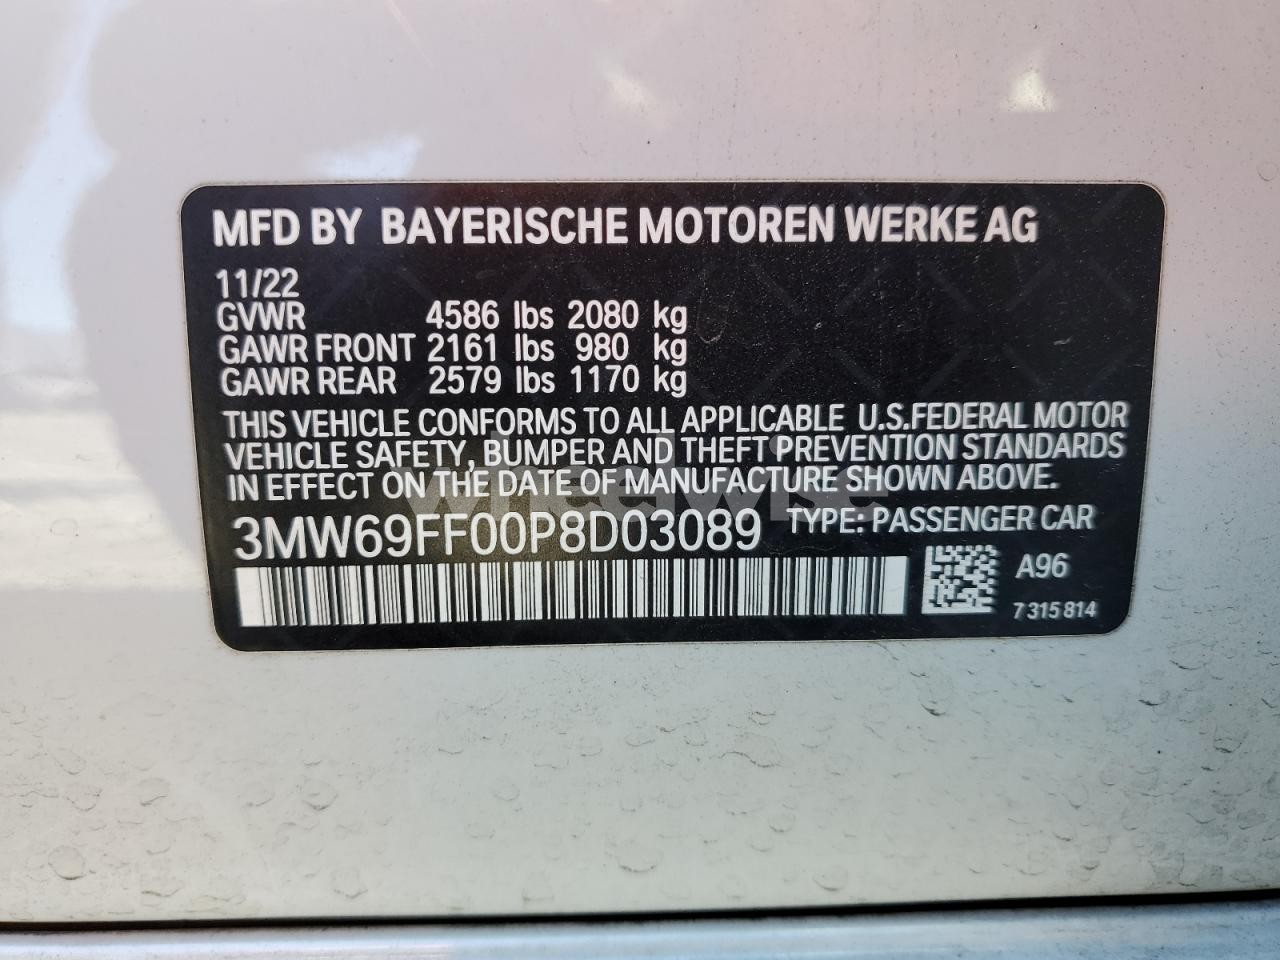 MFD BY BAYERISCHE MOTOREN WERKE AG
11/22
GVWR 4586 lbs 2080 kg
GAWR FRONT 2161 lbs 980 kg
GAWR REAR 2579 lbs 1170 kg
THIS VEHICLE CONFORMS TO ALL APPLICABLE U.S.FEDERAL MOTOR
VEHICLE SAFETY, BUMPER AND THEFT PREVENTION STANDARDS
IN EFFECT ON THE DATE OF MANUFACTURE SHOWN ABOVE.
wheelwise
3MW69FF00P8D03089 TYPE: PASSENGER CAR
A96
7 315 814